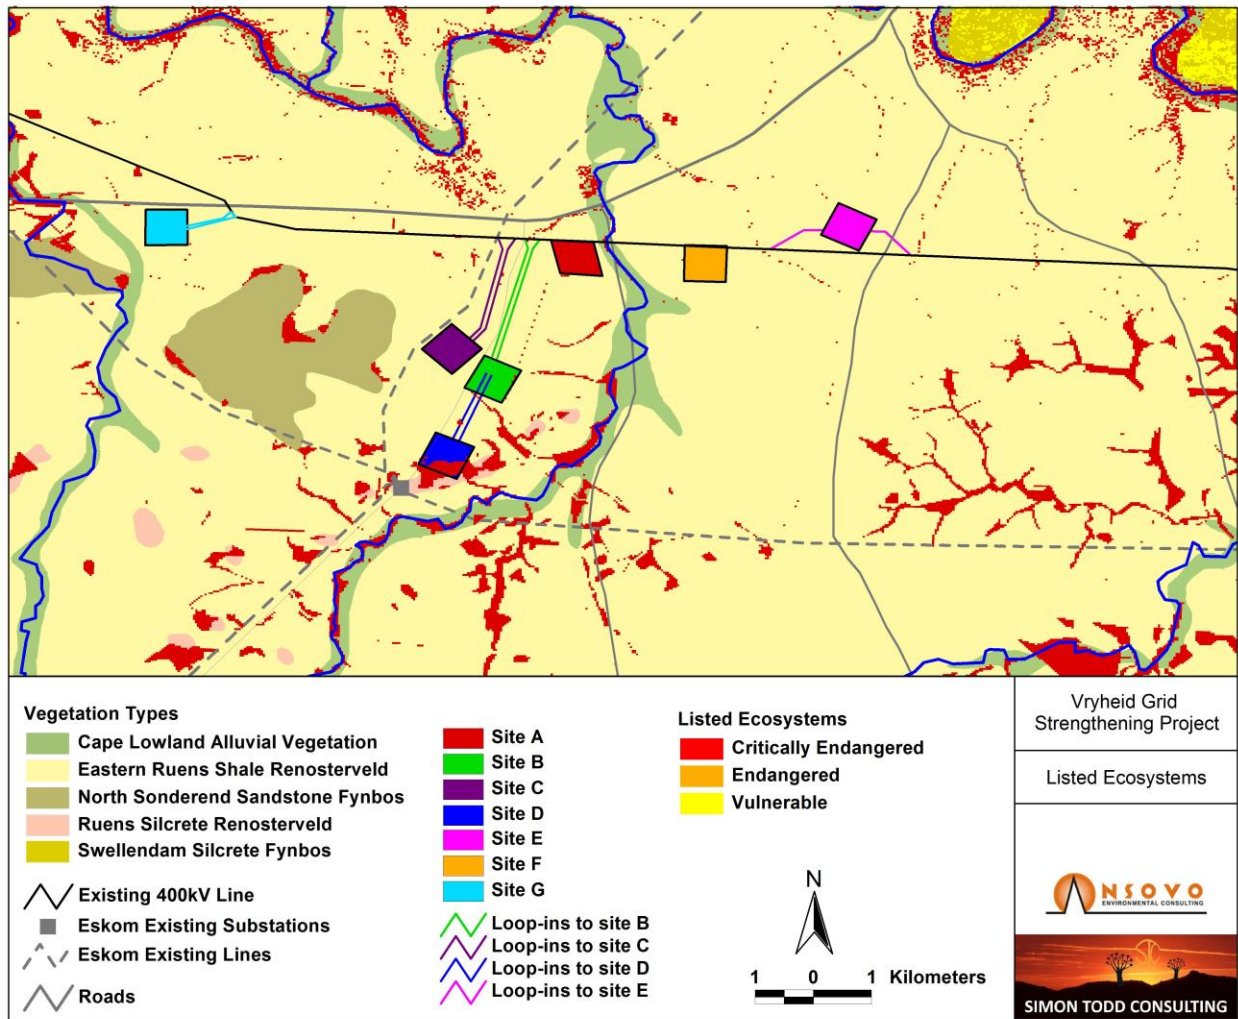 Vegetation Types
Cape Lowland Alluvial Vegetation
Eastern Ruens Shale Renosterveld
North Sonderend Sandstone Fynbos
Ruens Silcrete Renosterveld
Swellendam Silcrete Fynbos
Existing 400kV Line
Eskom Existing Substations
Eskom Existing Lines
Roads
Site A
Site B
Site C
Site D
Site E
Site F
Site G
Loop-ins to site B
Loop-ins to site C
Loop-ins to site D
Loop-ins to site E
Listed Ecosystems
Critically Endangered
Endangered
Vulnerable
N
1 0 1 Kilometers
Vryheid Grid
Strengthening Project
Listed Ecosystems
NSOVO
ENVIRONMENTAL CONSULTING
SIMON TODD CONSULTING